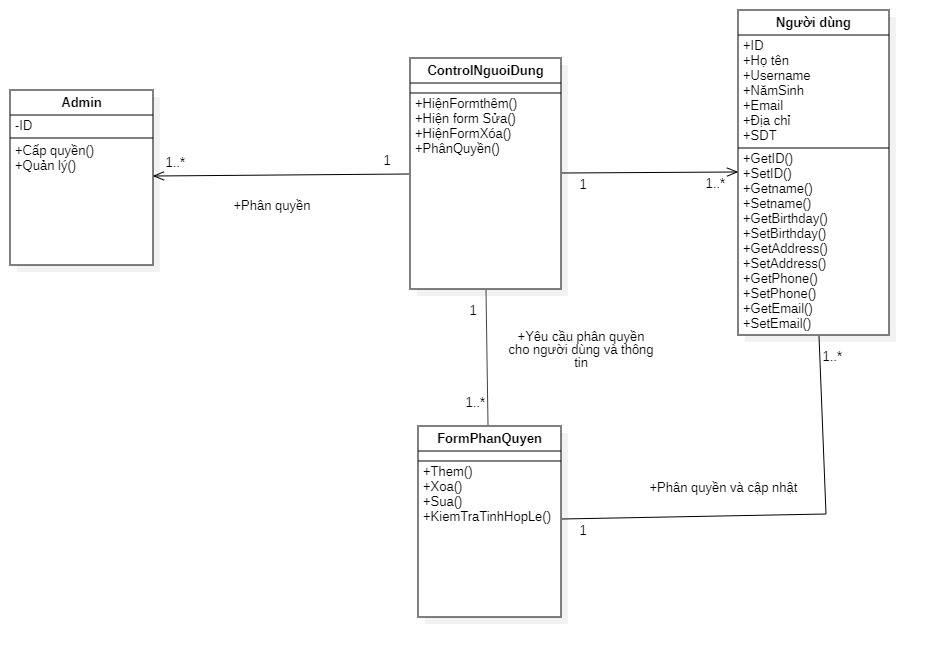 Admin
-ID
+Cấp quyền()
+Quản lý()
1..*
1
+Phân quyền
ControlNguoiDung
+HiệnFormthêm()
+Hiện form Sửa()
+HiệnFormXóa()
+PhânQuyền()
1
1..*
Người dùng
+ID
+Họ tên
+Username
+NămSinh
+Email
+Địa chỉ
+SDT
+GetID()
+SetID()
+Getname()
+Setname()
+GetBirthday()
+SetBirthday()
+GetAddress()
+SetAddress()
+GetPhone()
+SetPhone()
+GetEmail()
+SetEmail()
1
+Yêu cầu phân quyền
cho người dùng và thông
tin
1..*
1..*
FormPhanQuyen
+Them()
+Xoa()
+Sua()
+KiemTraTinhHopLe()
+Phân quyền và cập nhật
1